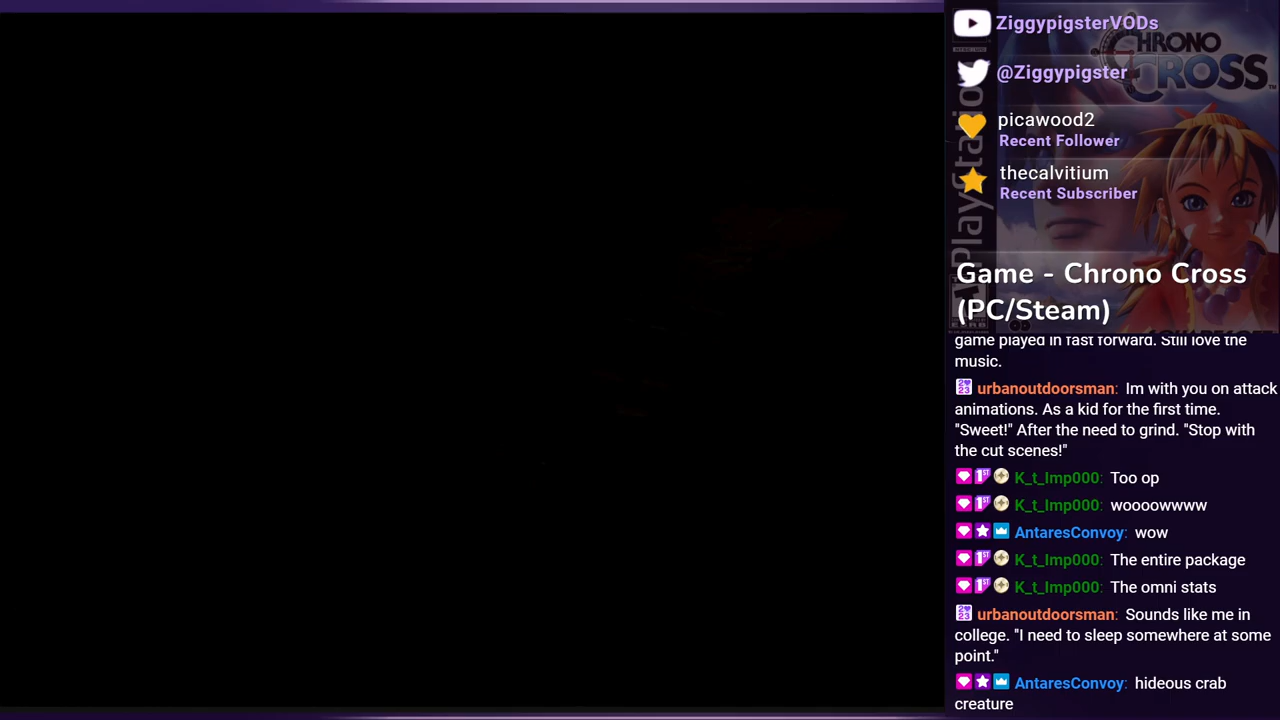 ZiggypigsterVODs
@Ziggypigster
picawood2
Recent Follower
thecalvitium
Recent Subscriber
CHRONO
CROSS
PlayStation
Game - Chrono Cross
(PC/Steam)
game played in fast forward. Still love the
music.
urbanoutdoorsman: Im with you on attack
animations. As a kid for the first time.
"Sweet!" After the need to grind. "Stop with
the cut scenes!"
K_t_Imp000: Too op
K_t_Imp000: woooowwww
AntaresConvoy: wow
K_t_Imp000: The entire package
K_t_Imp000: The omni stats
urbanoutdoorsman: Sounds like me in
college. "I need to sleep somewhere at some
point."
AntaresConvoy: hideous crab
creature